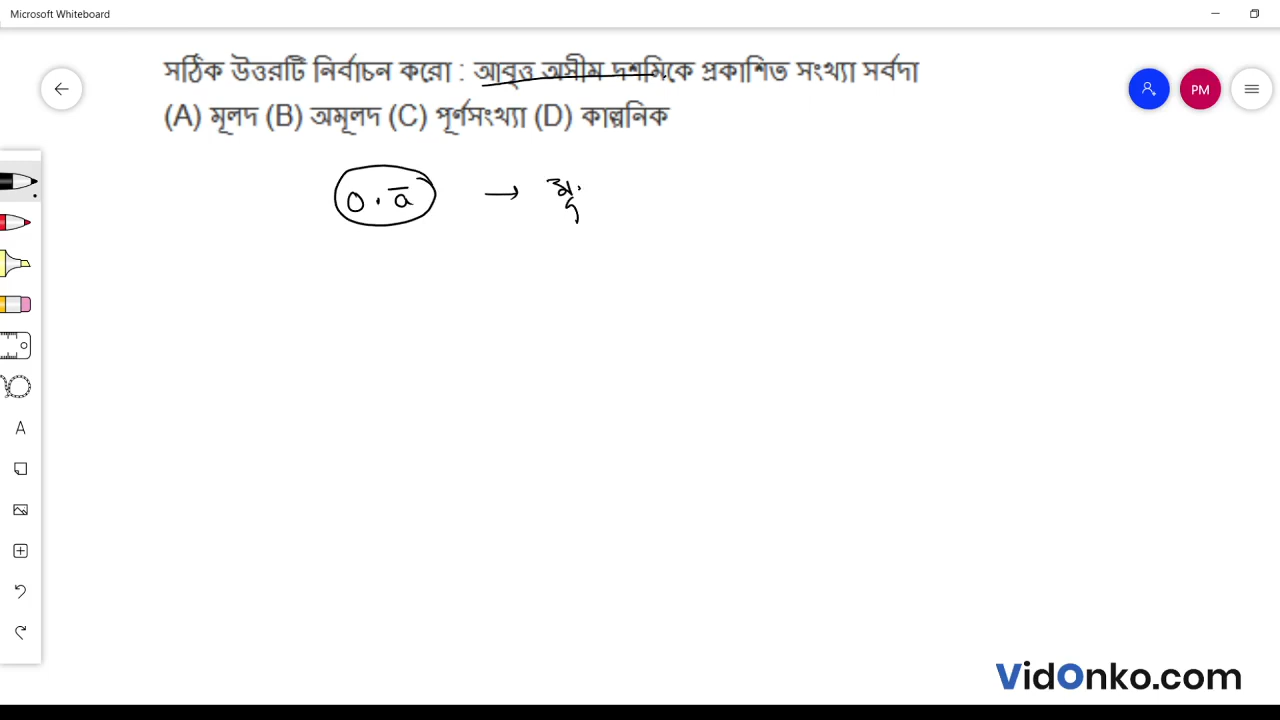 Microsoft Whiteboard
সঠিক উত্তরটি নির্বাচন করো : আবৃত্ত অসীম দশমিকে প্রকাশিত সংখ্যা সর্বদা
PM
(A) মূলদ (B) অমূলদ (C) পূর্ণসংখ্যা (D) কাল্পনিক
0.a̅ →
A
VidOnko.com